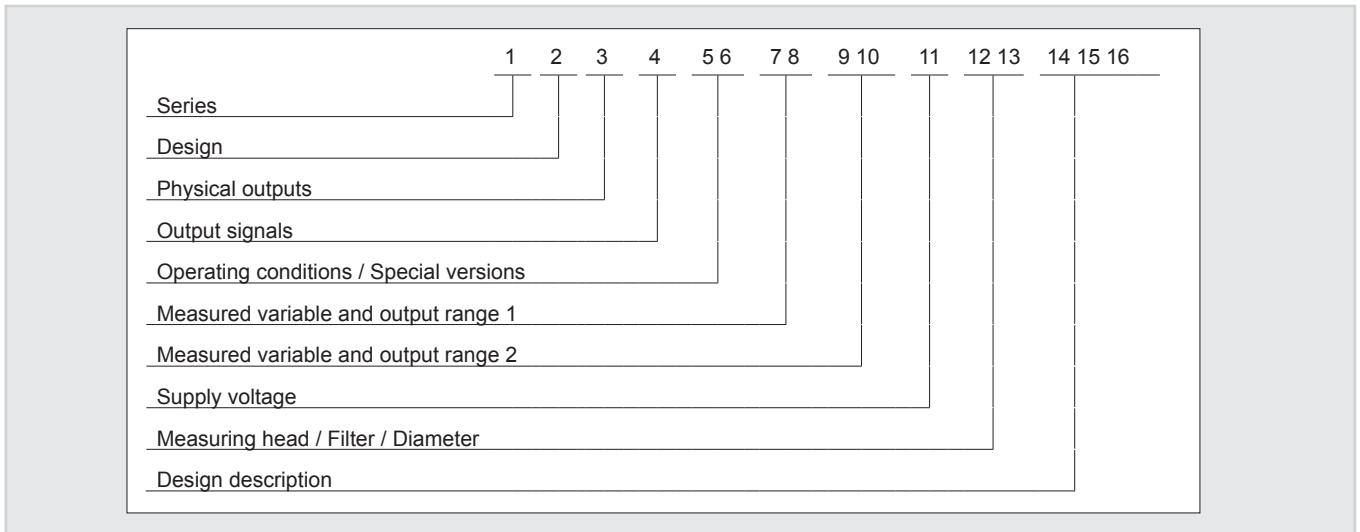 1 2 3 4 5 6 7 8 9 10 11 12 13 14 15 16
Series
Design
Physical outputs
Output signals
Operating conditions / Special versions
Measured variable and output range 1
Measured variable and output range 2
Supply voltage
Measuring head / Filter / Diameter
Design description